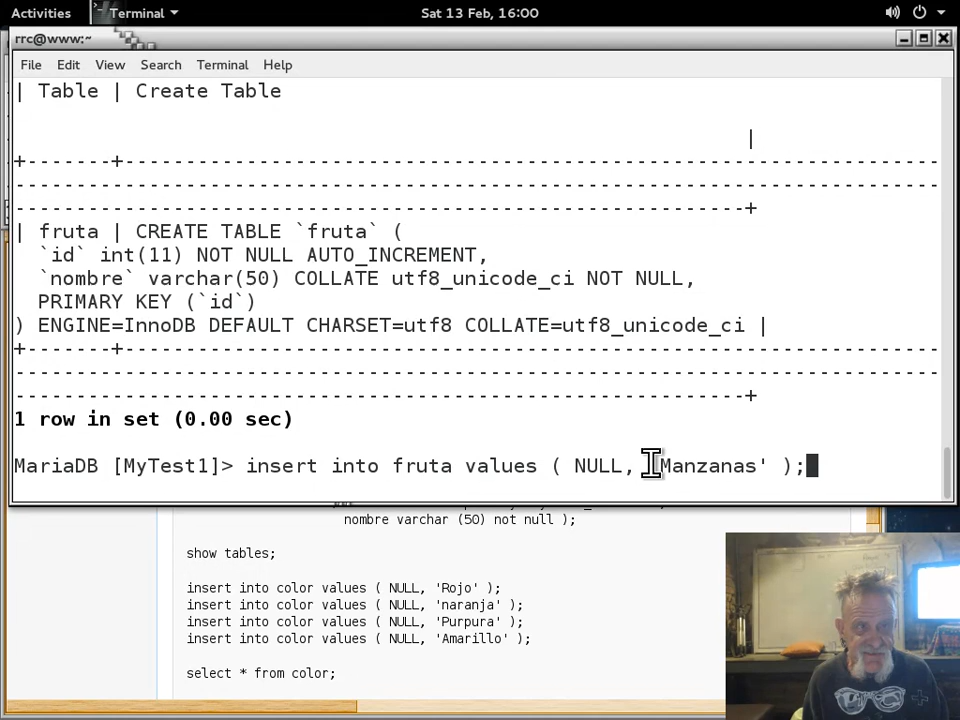 Activities Terminal Sat 13 Feb, 16:00
rrc@www:~
File Edit View Search Terminal Help
| Table | Create Table
|
+-------+------------------------------------------------------------------
----------------------------------------------------------------------------
------------------------------------------------------------+
| fruta | CREATE TABLE `fruta` (
`id` int(11) NOT NULL AUTO_INCREMENT,
`nombre` varchar(50) COLLATE utf8_unicode_ci NOT NULL,
PRIMARY KEY (`id`)
) ENGINE=InnoDB DEFAULT CHARSET=utf8 COLLATE=utf8_unicode_ci |
+-------+------------------------------------------------------------------
----------------------------------------------------------------------------
------------------------------------------------------------+
1 row in set (0.00 sec)
MariaDB [MyTest1]> insert into fruta values ( NULL, Manzanas' );
nombre varchar (50) not null );
show tables;
insert into color values ( NULL, 'Rojo' );
insert into color values ( NULL, 'naranja' );
insert into color values ( NULL, 'Purpura' );
insert into color values ( NULL, 'Amarillo' );
select * from color;